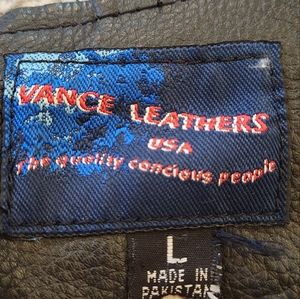 VANCE LEATHERS
USA
The quality concious people
L
MADE IN
PAKISTAN